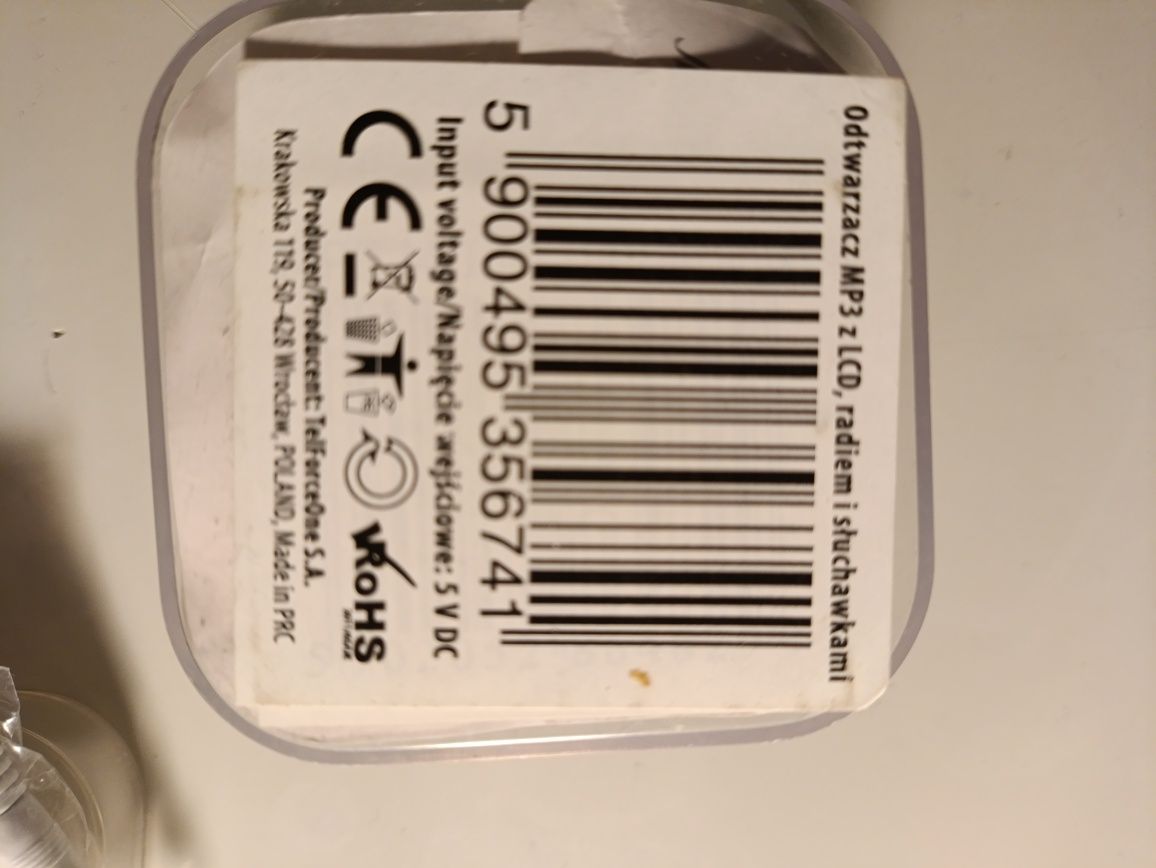 Odtwarzacz MP3 z LCD, radiem i słuchawkami
5 900495 356741
Input voltage/Napięcie wejściowe: 5 V DC
CE RoHS
Producer/Producent: TelForceOne S.A.
Krakowska 119, 50-428 Wrocław, POLAND, Made in PRC